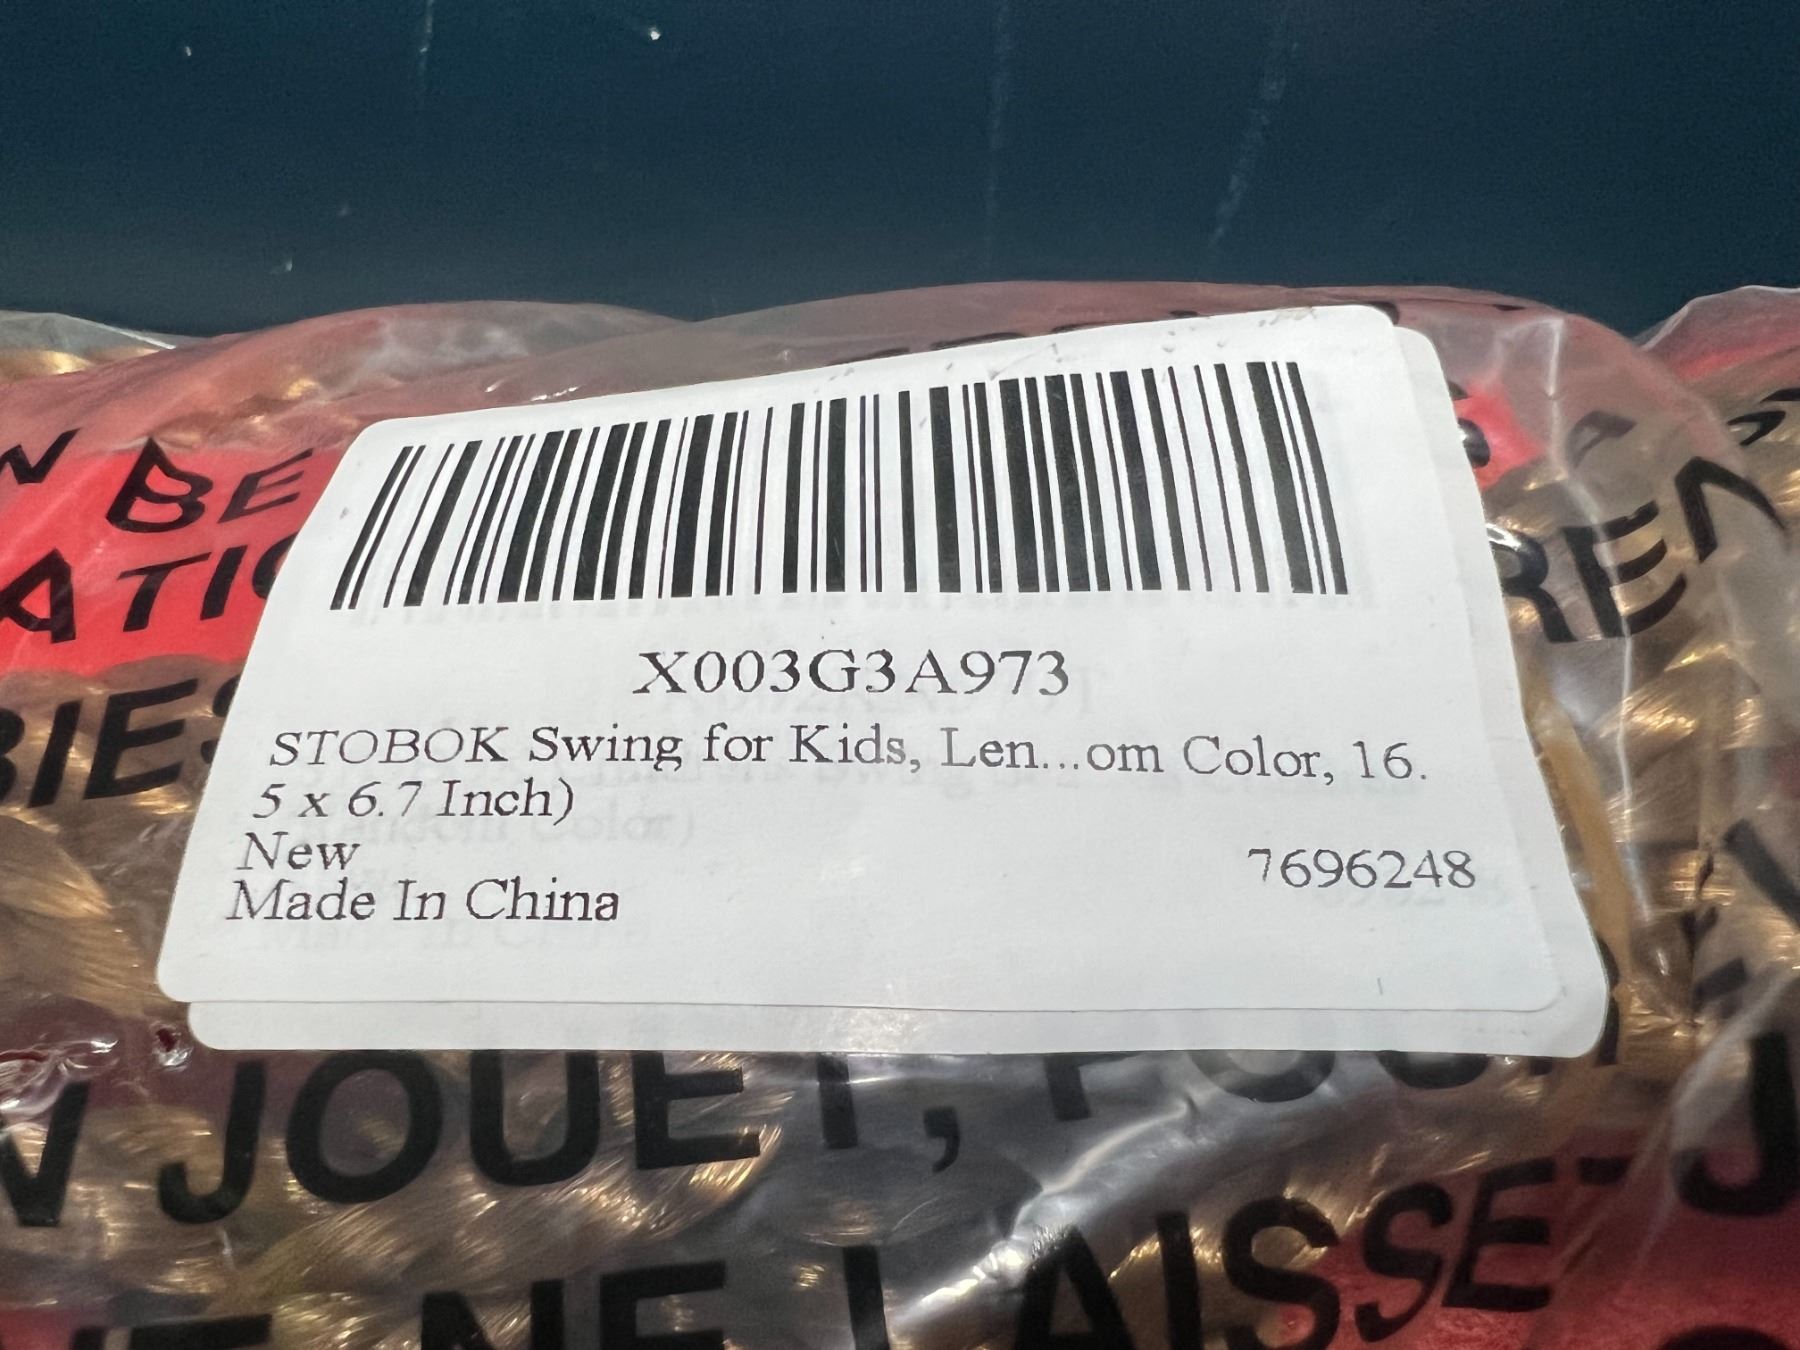 N BE
ATIO
REN
BIES
X003G3A973
STOBOK Swing for Kids, Len...om Color, 16.
5 x 6.7 Inch)
New
7696248
Made In China
N JOUET, POUR
NE LAISSE J